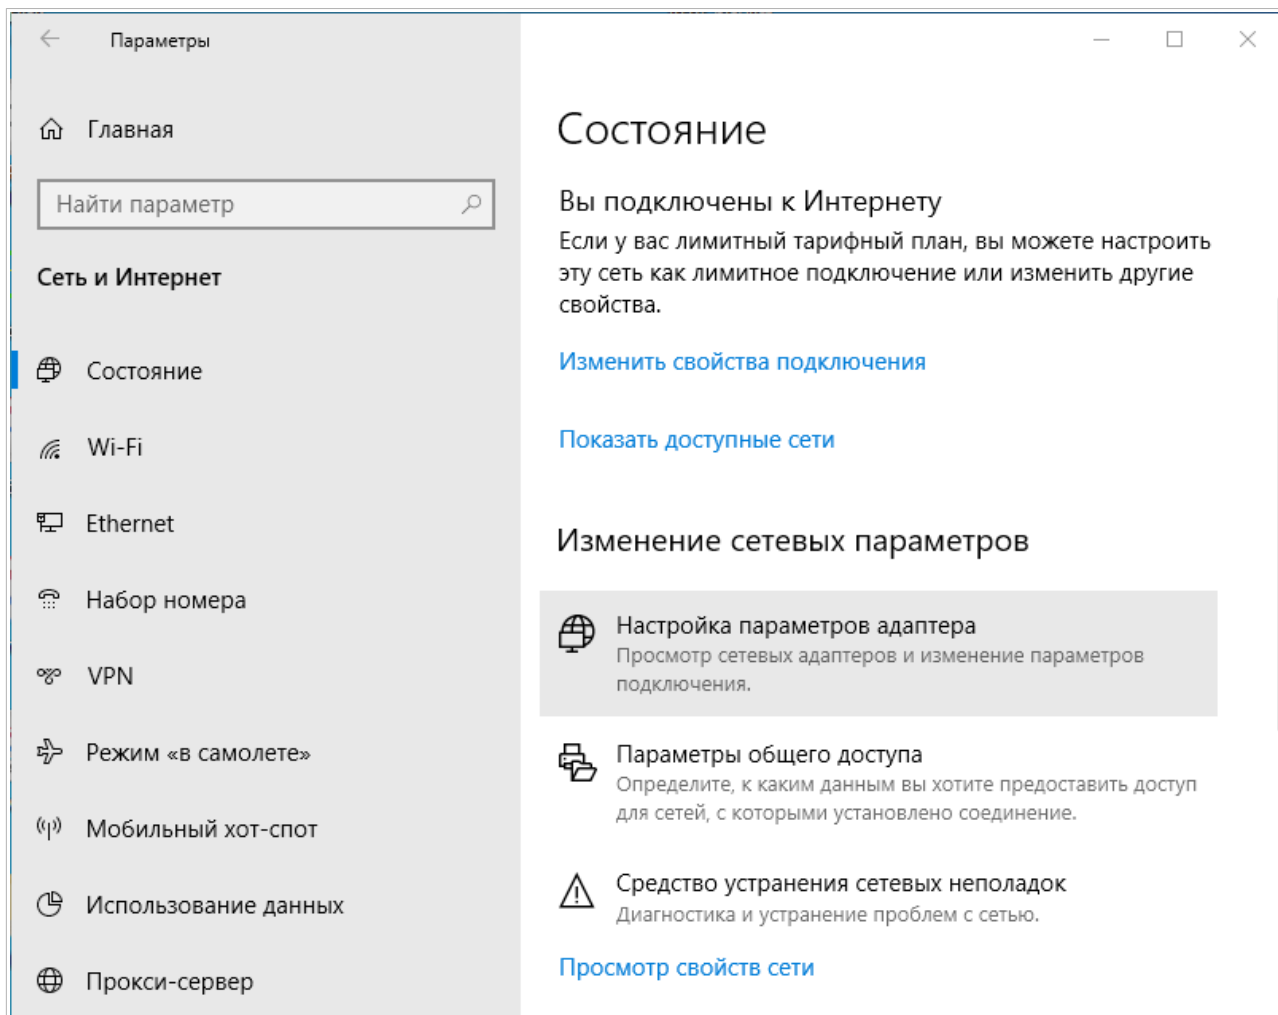 Параметры
Главная
Найти параметр
Сеть и Интернет
Состояние
Wi-Fi
Ethernet
Набор номера
VPN
Режим «в самолете»
Мобильный хот-спот
Использование данных
Прокси-сервер
Состояние
Вы подключены к Интернету
Если у вас лимитный тарифный план, вы можете настроить
эту сеть как лимитное подключение или изменить другие
свойства.
Изменить свойства подключения
Показать доступные сети
Изменение сетевых параметров
Настройка параметров адаптера
Просмотр сетевых адаптеров и изменение параметров
подключения.
Параметры общего доступа
Определите, к каким данным вы хотите предоставить доступ
для сетей, с которыми установлено соединение.
Средство устранения сетевых неполадок
Диагностика и устранение проблем с сетью.
Просмотр свойств сети